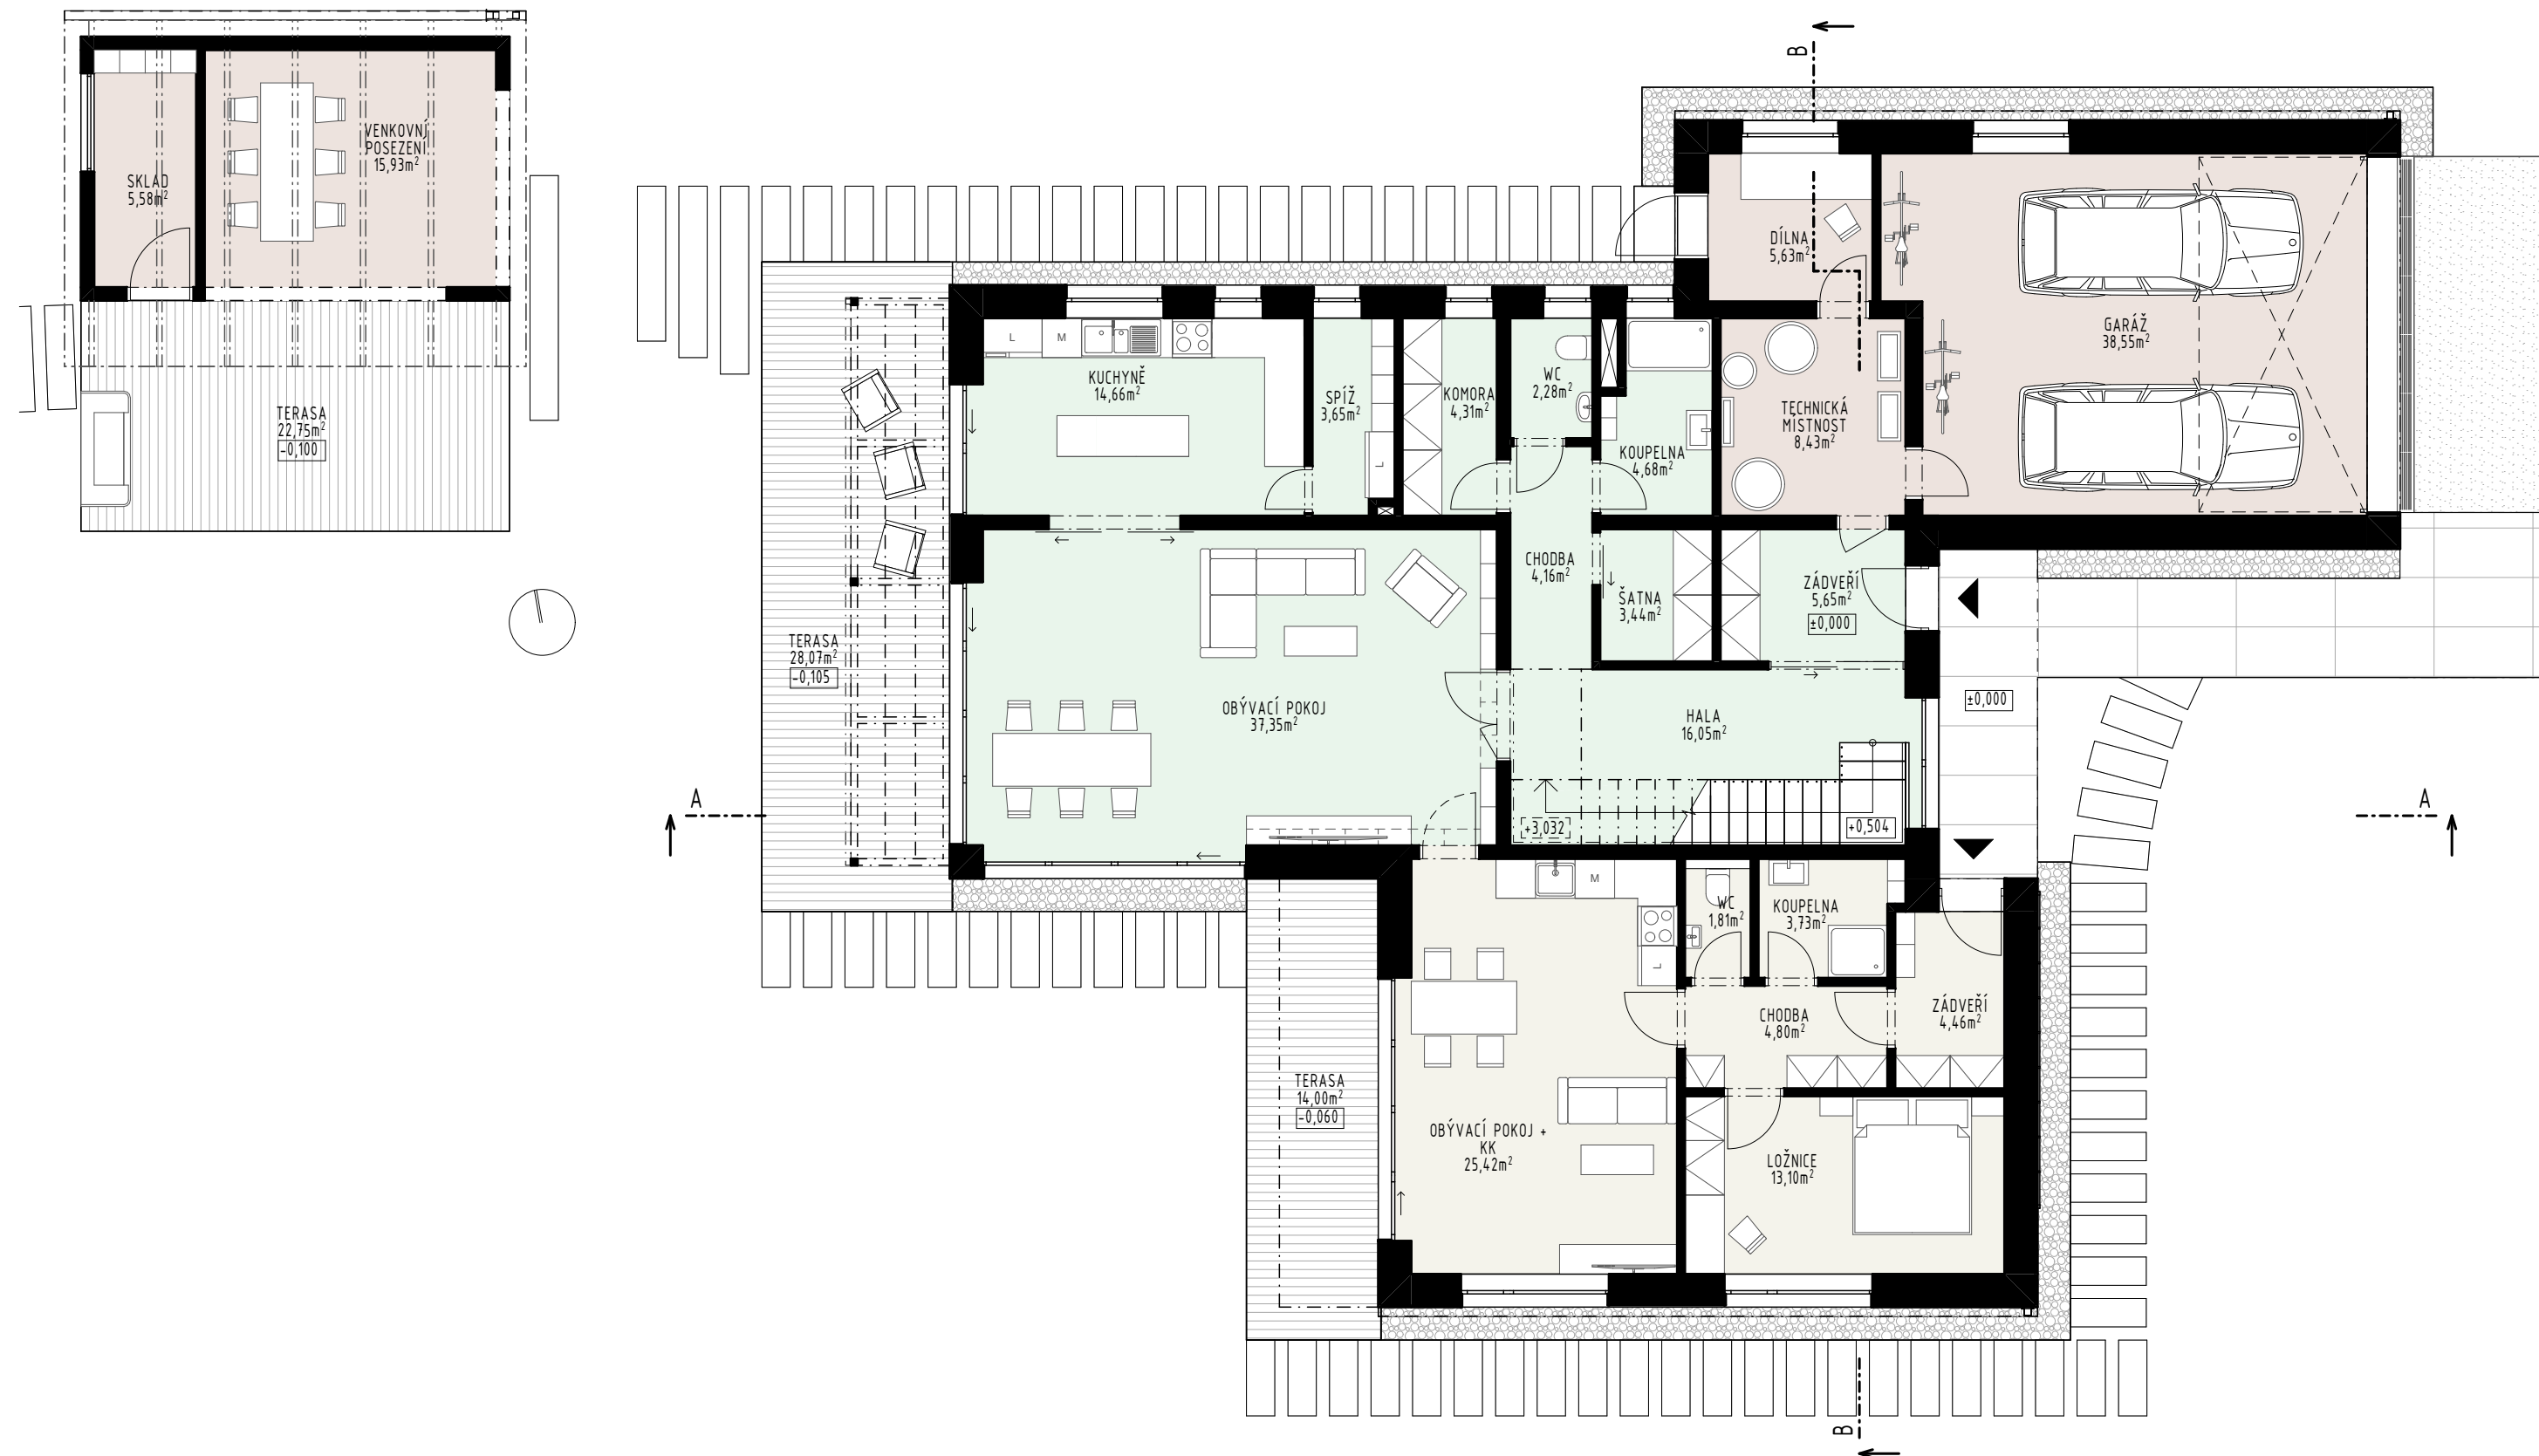 B
VENKOVNÍ
POSEZENÍ
15,93m²
SKLAD
5,58m²
DÍLNA
5,63m²
GARÁŽ
38,55m²
L
M
KUCHYNĚ
14,66m²
SPÍŽ
3,65m²
L
KOMORA
4,31m²
WC
2,28m²
KOUPELNA
4,68m²
TECHNICKÁ
MÍSTNOST
8,43m²
TERASA
22,75m²
-0,100
CHODBA
4,16m²
ŠATNA
3,44m²
ZÁDVEŘÍ
5,65m²
±0,000
TERASA
28,07m²
-0,105
OBÝVACÍ POKOJ
37,35m²
HALA
16,05m²
±0,000
A
A
+3,032
+0,504
M
L
WC
1,81m²
KOUPELNA
3,73m²
CHODBA
4,80m²
ZÁDVEŘÍ
4,46m²
TERASA
14,00m²
-0,060
OBÝVACÍ POKOJ +
KK
25,42m²
LOŽNICE
13,10m²
B